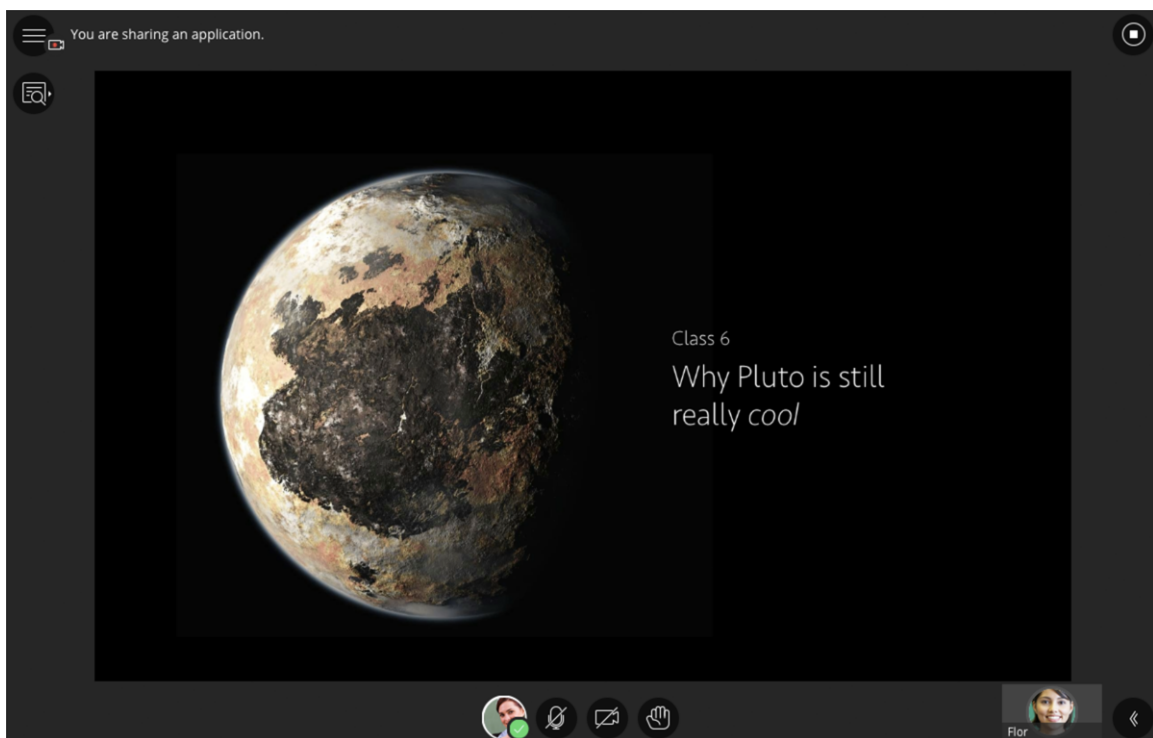 You are sharing an application.
Class 6
Why Pluto is still
really cool
Flor